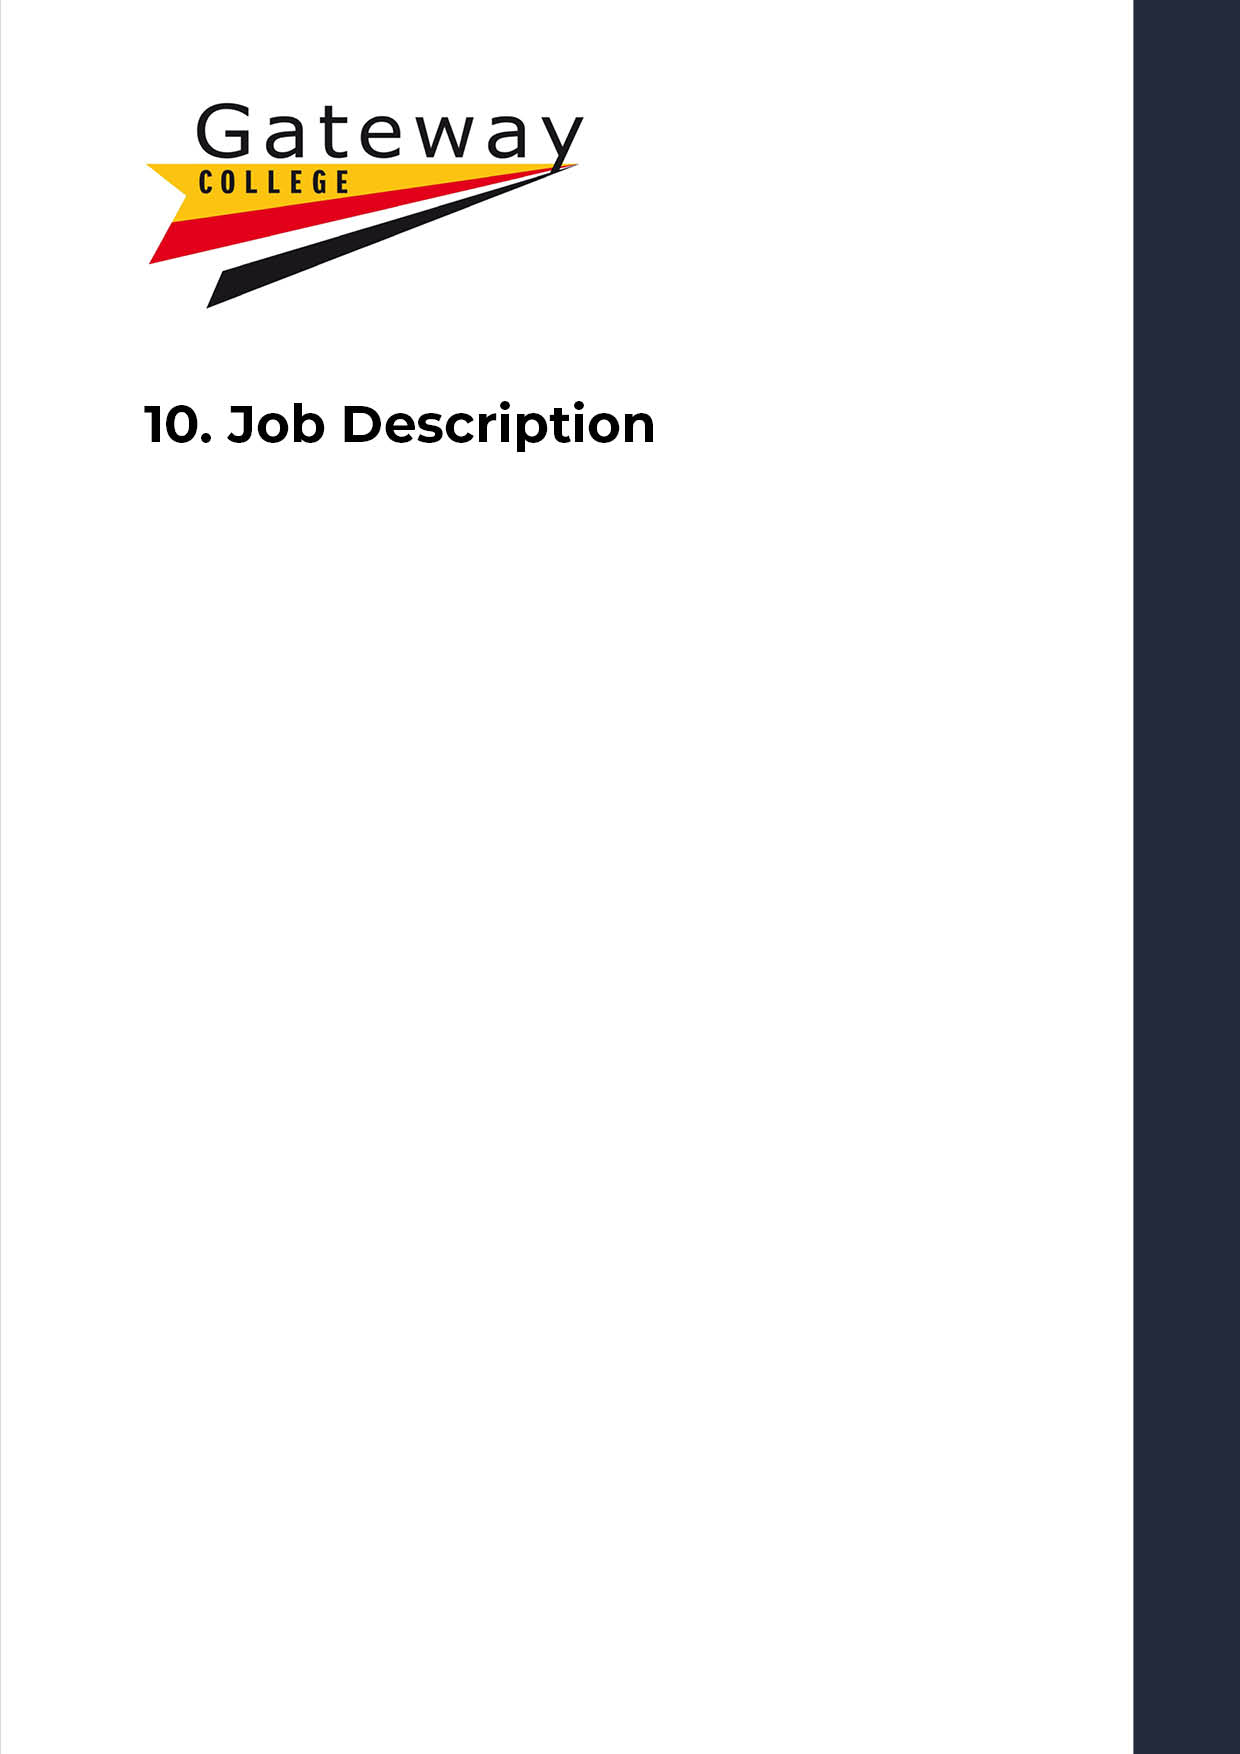 Gateway
COLLEGE
10. Job Description